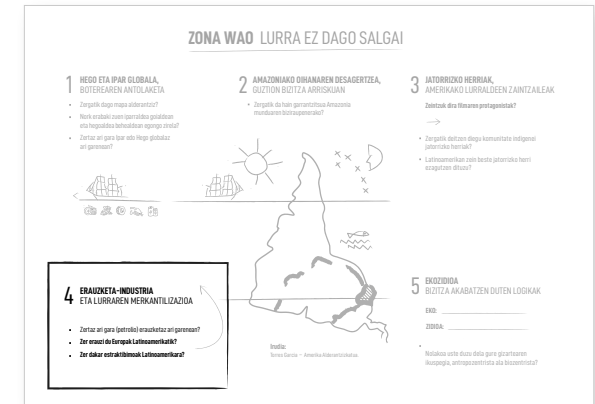 ZONA WAO LURRA EZ DAGO SALGAI
1 HEGO ETA IPAR GLOBALA,
BOTEREAREN ANTOLAKETA
• Zergatik dago mapa alderantziz?
• Nork erabaki zuen iparraldea goialdean
eta hegoaldea behealdean egongo zirela?
• Zertaz ari gara Ipar edo Hego globalaz
ari garenean?
2 AMAZONIAKO OIHANAREN DESAGERTZEA,
GUZTION BIZITZA ARRISKUAN
• Zergatik da hain garrantzitsua Amazonia
munduaren biziraupenerako?
3 JATORRIZKO HERRIAK,
AMERIKAKO LURRALDEEN ZAINTZAILEAK
Zeintzuk dira filmaren protagonistak?
• Zergatik deitzen diegu komunitate indigenei
jatorrizko herriak?
• Latinoamerikan zein beste jatorrizko herri
ezagutzen dituzu?
4 ERAUZKETA-INDUSTRIA
ETA LURRAREN MERKANTILIZAZIOA
• Zertaz ari gara (petrolio) erauzketaz ari garenean?
• Zer erauzi du Europak Latinoamerikatik?
• Zer dakar estraktibimoak Latinoamerikara?
Irudia:
Torres García – Amerika Alderantzikatua
5 EKOZIDIOA
BIZITZA AKABATZEN DUTEN LOGIKAK
EKO:
ZIDIOA:
• Nolakoa uste duzu dela gure gizartearen
ikuspegia, antropozentrista ala biozentrista?